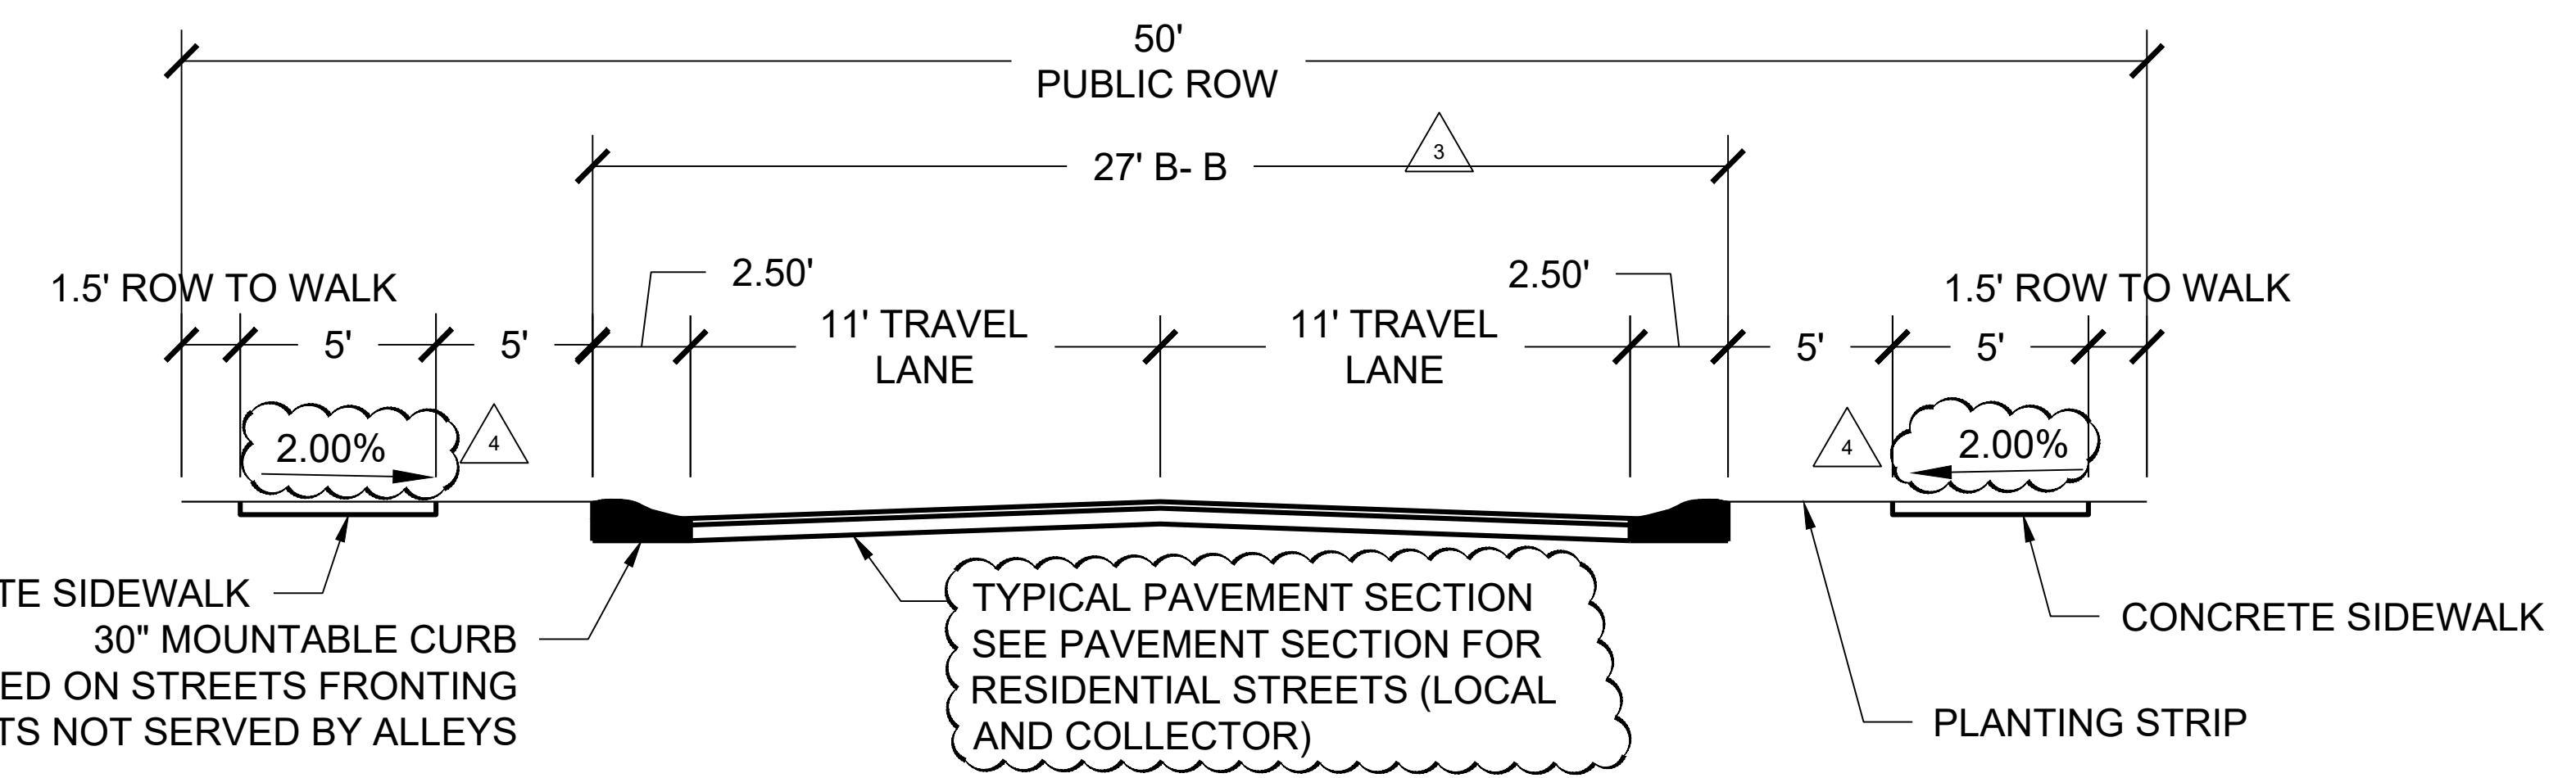 50'
PUBLIC ROW
3
27' B- B
1.5' ROW TO WALK
2.50'
2.50'
1.5' ROW TO WALK
5'
5'
11' TRAVEL
LANE
11' TRAVEL
LANE
5'
5'
2.00%
4
4
2.00%
TE SIDEWALK
30" MOUNTABLE CURB
ED ON STREETS FRONTING
TS NOT SERVED BY ALLEYS
TYPICAL PAVEMENT SECTION
SEE PAVEMENT SECTION FOR
RESIDENTIAL STREETS (LOCAL
AND COLLECTOR)
CONCRETE SIDEWALK
PLANTING STRIP